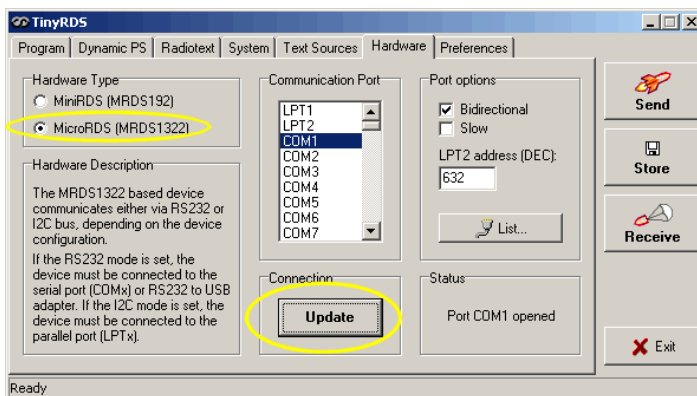 TinyRDS
Program
Dynamic PS
Radiotext
System
Text Sources
Hardware
Preferences
Hardware Type
MiniRDS (MRDS192)
MicroRDS (MRDS1322)
Hardware Description
The MRDS1322 based device
communicates either via RS232 or
I2C bus, depending on the device
configuration.
If the RS232 mode is set, the
device must be connected to the
serial port (COMx) or RS232 to USB
adapter. If the I2C mode is set, the
device must be connected to the
parallel port (LPTx).
Communication Port
LPT1
LPT2
COM1
COM2
COM3
COM4
COM5
COM6
COM7
Connection
Update
Port options
Bidirectional
Slow
LPT2 address (DEC):
632
List...
Status
Port COM1 opened
Send
Store
Receive
Exit
Ready